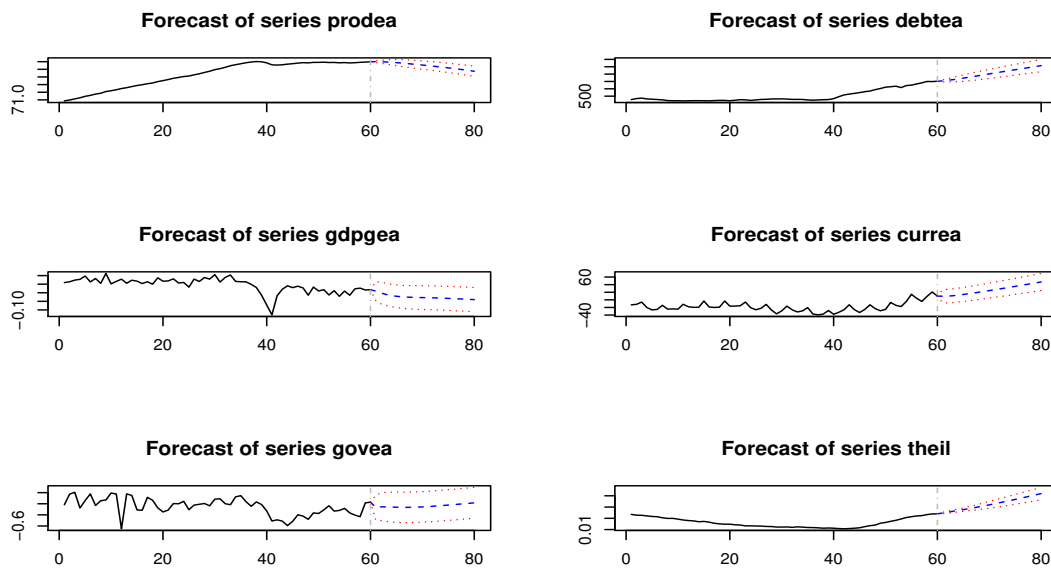 Forecast of series prodea
71.0
0 20 40 60 80
Forecast of series debtea
500
0 20 40 60 80
Forecast of series gdpgea
−0.10
0 20 40 60 80
Forecast of series currea
60
−40
0 20 40 60 80
Forecast of series govea
−0.6
0 20 40 60 80
Forecast of series theil
0.01
0 20 40 60 80